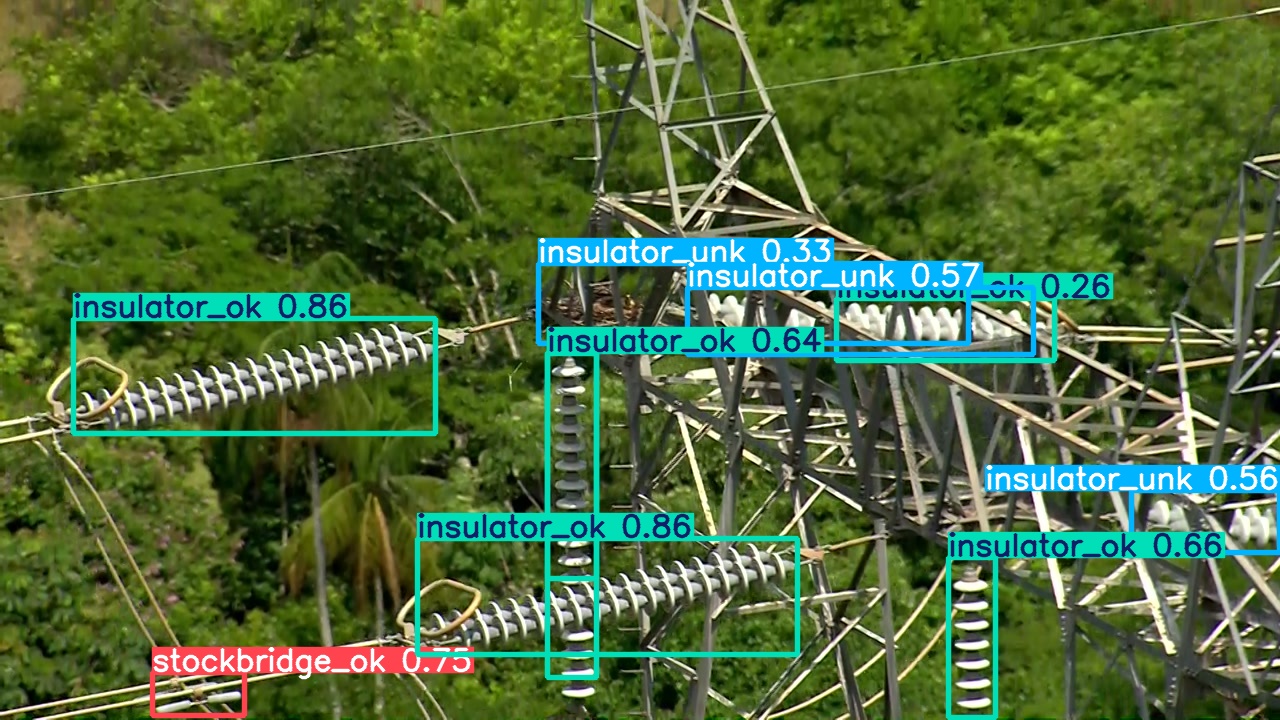 insulator_unk 0.33
insulator_unk 0.57
insulator_ok 0.26
insulator_ok 0.86
insulator_ok 0.64
insulator_unk 0.56
insulator_ok 0.86
insulator_ok 0.66
stockbridge_ok 0.75